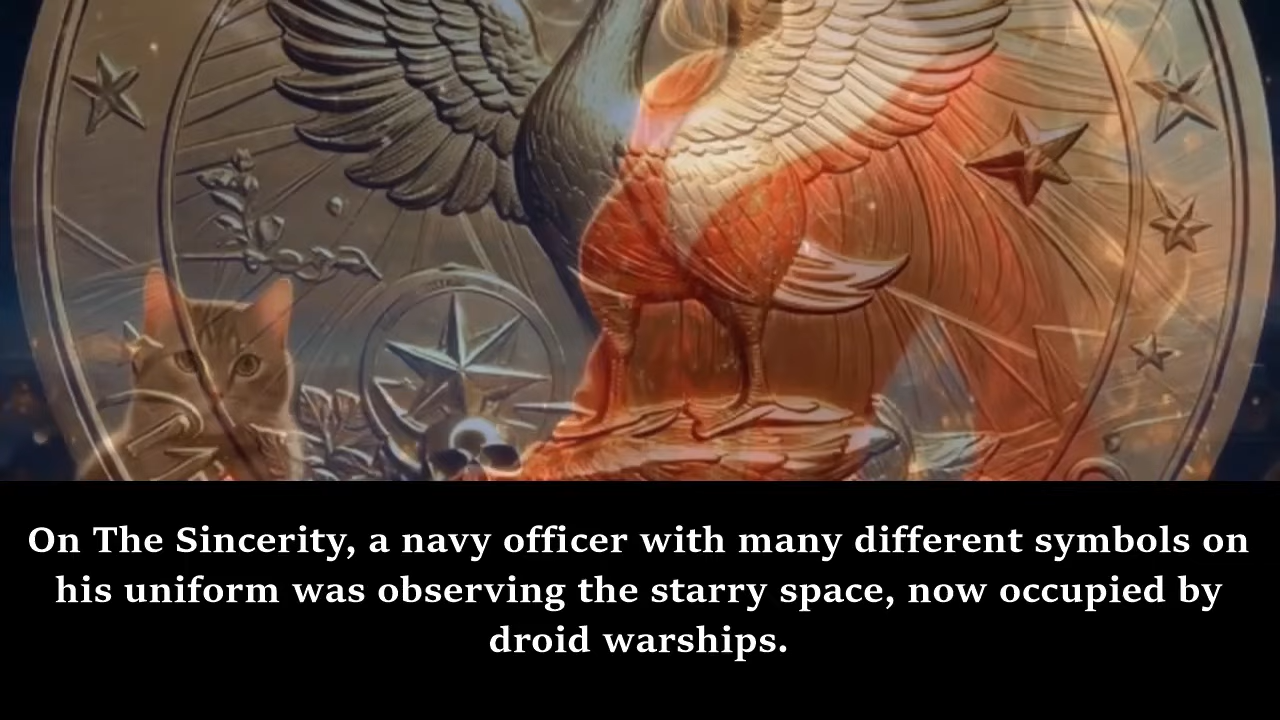 On The Sincerity, a navy officer with many different symbols on
his uniform was observing the starry space, now occupied by
droid warships.